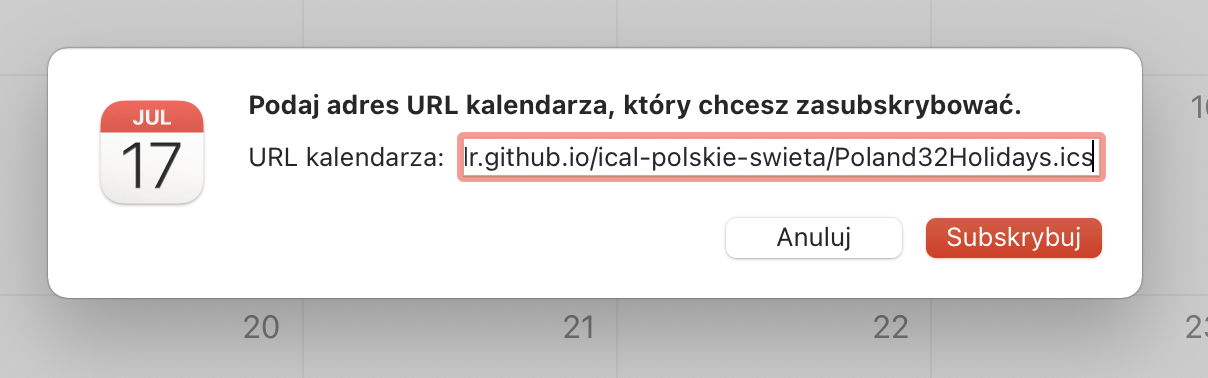 JUL
17
Podaj adres URL kalendarza, który chcesz zasubskrybować.
URL kalendarza: lr.github.io/ical-polskie-swieta/Poland32Holidays.ics
Anuluj Subskrybuj
20 21 22